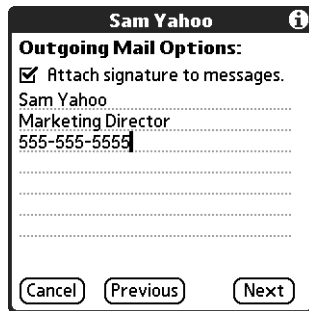 Sam Yahoo
Outgoing Mail Options:
Attach signature to messages.
Sam Yahoo
Marketing Director
555-555-5555
Cancel Previous Next